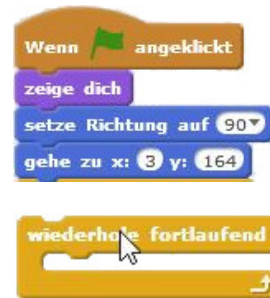 Wenn angeklickt
zeige dich
setze Richtung auf 90
gehe zu x: 3 y: 164
wiederhole fortlaufend